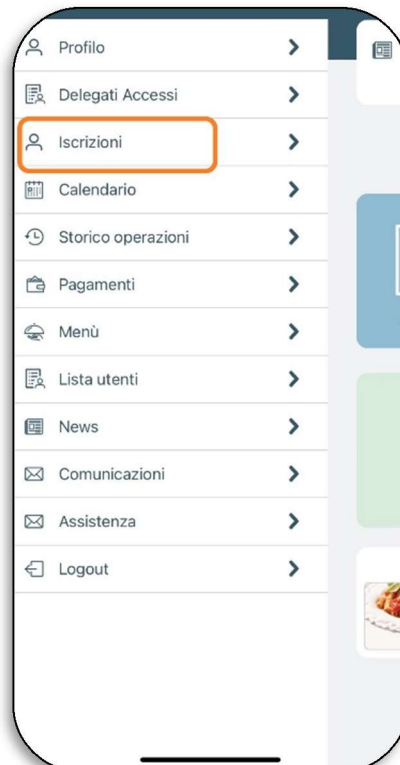 Profilo
Delegati Accessi
Iscrizioni
Calendario
Storico operazioni
Pagamenti
Menù
Lista utenti
News
Comunicazioni
Assistenza
Logout